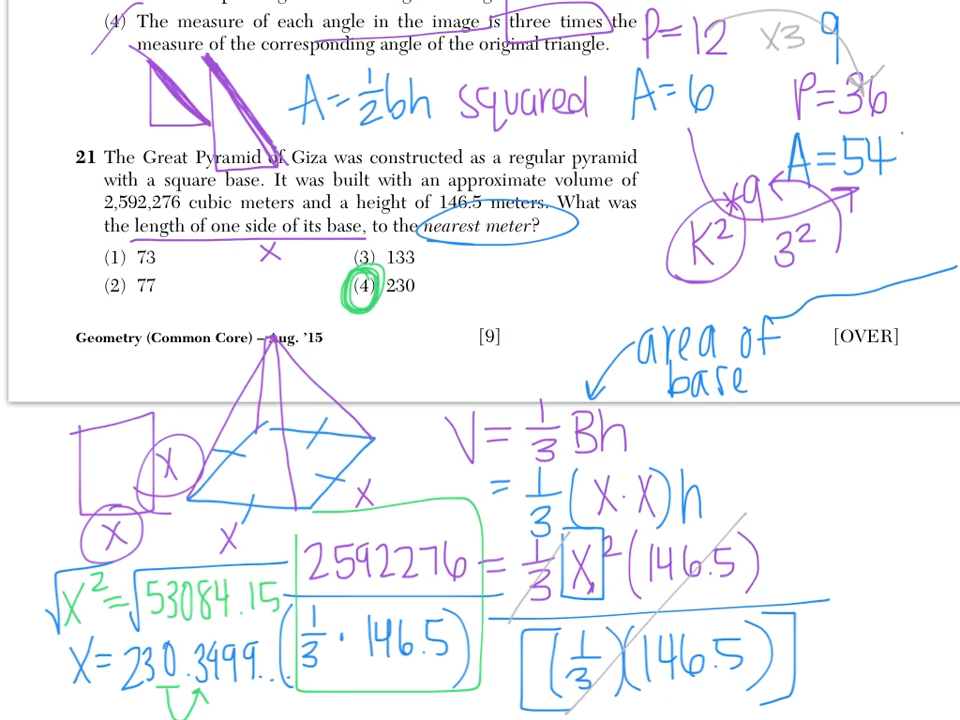 (4) The measure of each angle in the image is three times the
measure of the corresponding angle of the original triangle.
P=12 x3 9
A=½bh squared A=6 P=36
A=54
21 The Great Pyramid of Giza was constructed as a regular pyramid
with a square base. It was built with an approximate volume of
2,592,276 cubic meters and a height of 146.5 meters. What was
the length of one side of its base, to the nearest meter?
x9
K² 3²
x
(1) 73 (3) 133
(2) 77 (4) 230
Geometry (Common Core) – Aug. '15 [9] [OVER]
area of
base
V = 1/3 Bh
= 1/3 (x·x)h
x x
x x
2592276 = 1/3 x² (146.5)
(1/3 · 146.5) [(1/3)(146.5)]
√x² = √53084.15
x = 230.3499..